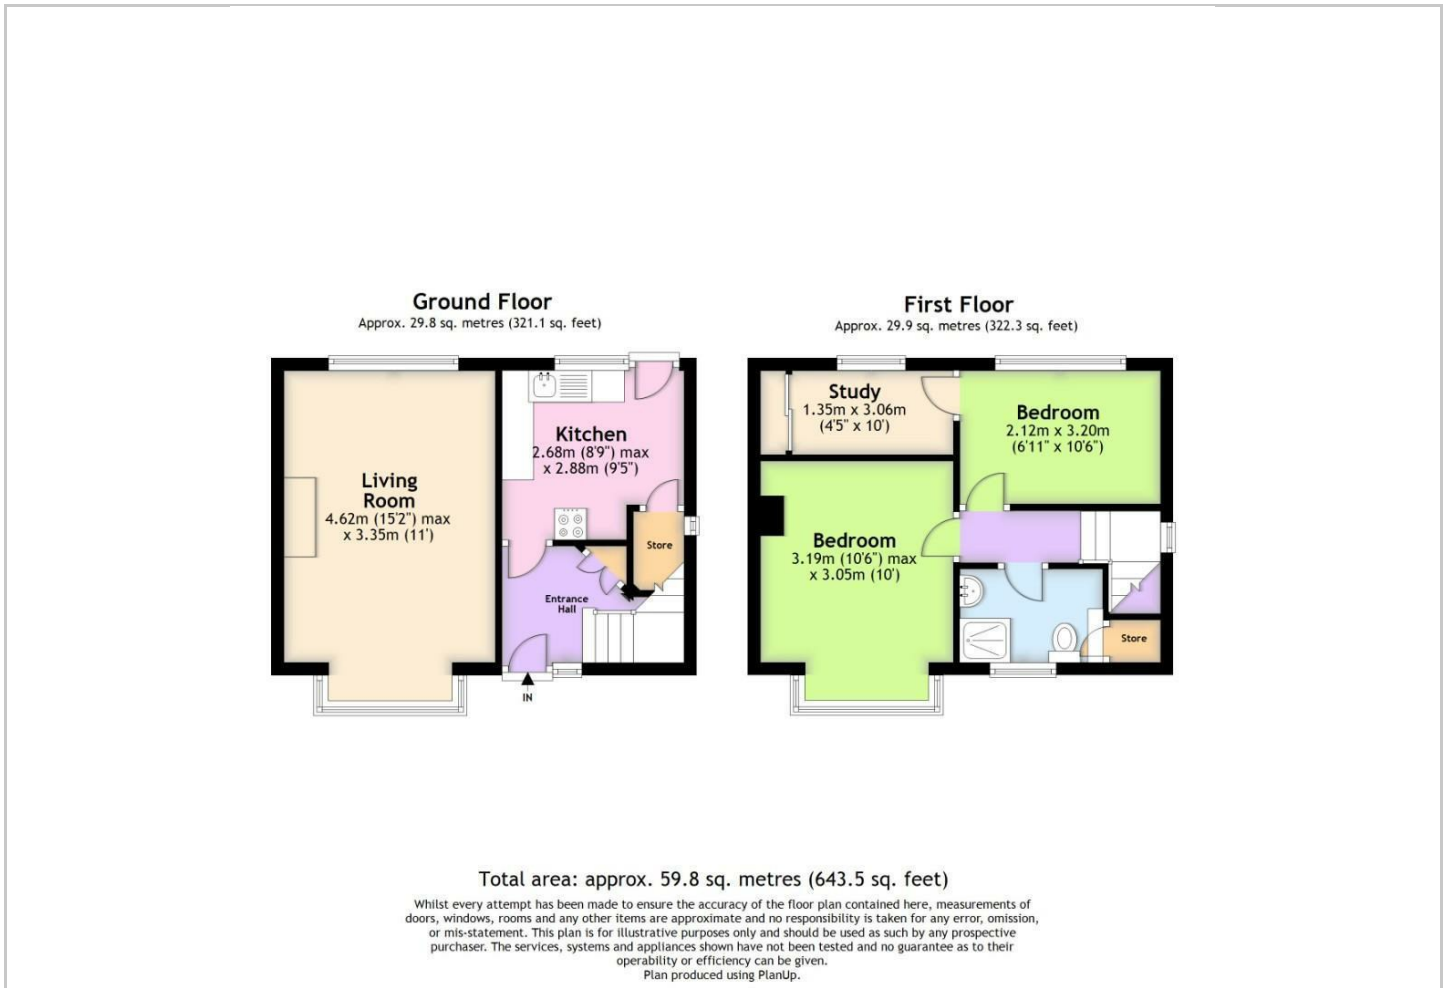 Ground Floor
Approx. 29.8 sq. metres (321.1 sq. feet)
Living
Room
4.62m (15'2") max
x 3.35m (11')
Kitchen
2.68m (8'9") max
x 2.88m (9'5")
Store
Entrance
Hall
IN
First Floor
Approx. 29.9 sq. metres (322.3 sq. feet)
Study
1.35m x 3.06m
(4'5" x 10')
Bedroom
2.12m x 3.20m
(6'11" x 10'6")
Bedroom
3.19m (10'6") max
x 3.05m (10')
Store
Total area: approx. 59.8 sq. metres (643.5 sq. feet)
Whilst every attempt has been made to ensure the accuracy of the floor plan contained here, measurements of
doors, windows, rooms and any other items are approximate and no responsibility is taken for any error, omission,
or mis-statement. This plan is for illustrative purposes only and should be used as such by any prospective
purchaser. The services, systems and appliances shown have not been tested and no guarantee as to their
operability or efficiency can be given.
Plan produced using PlanUp.